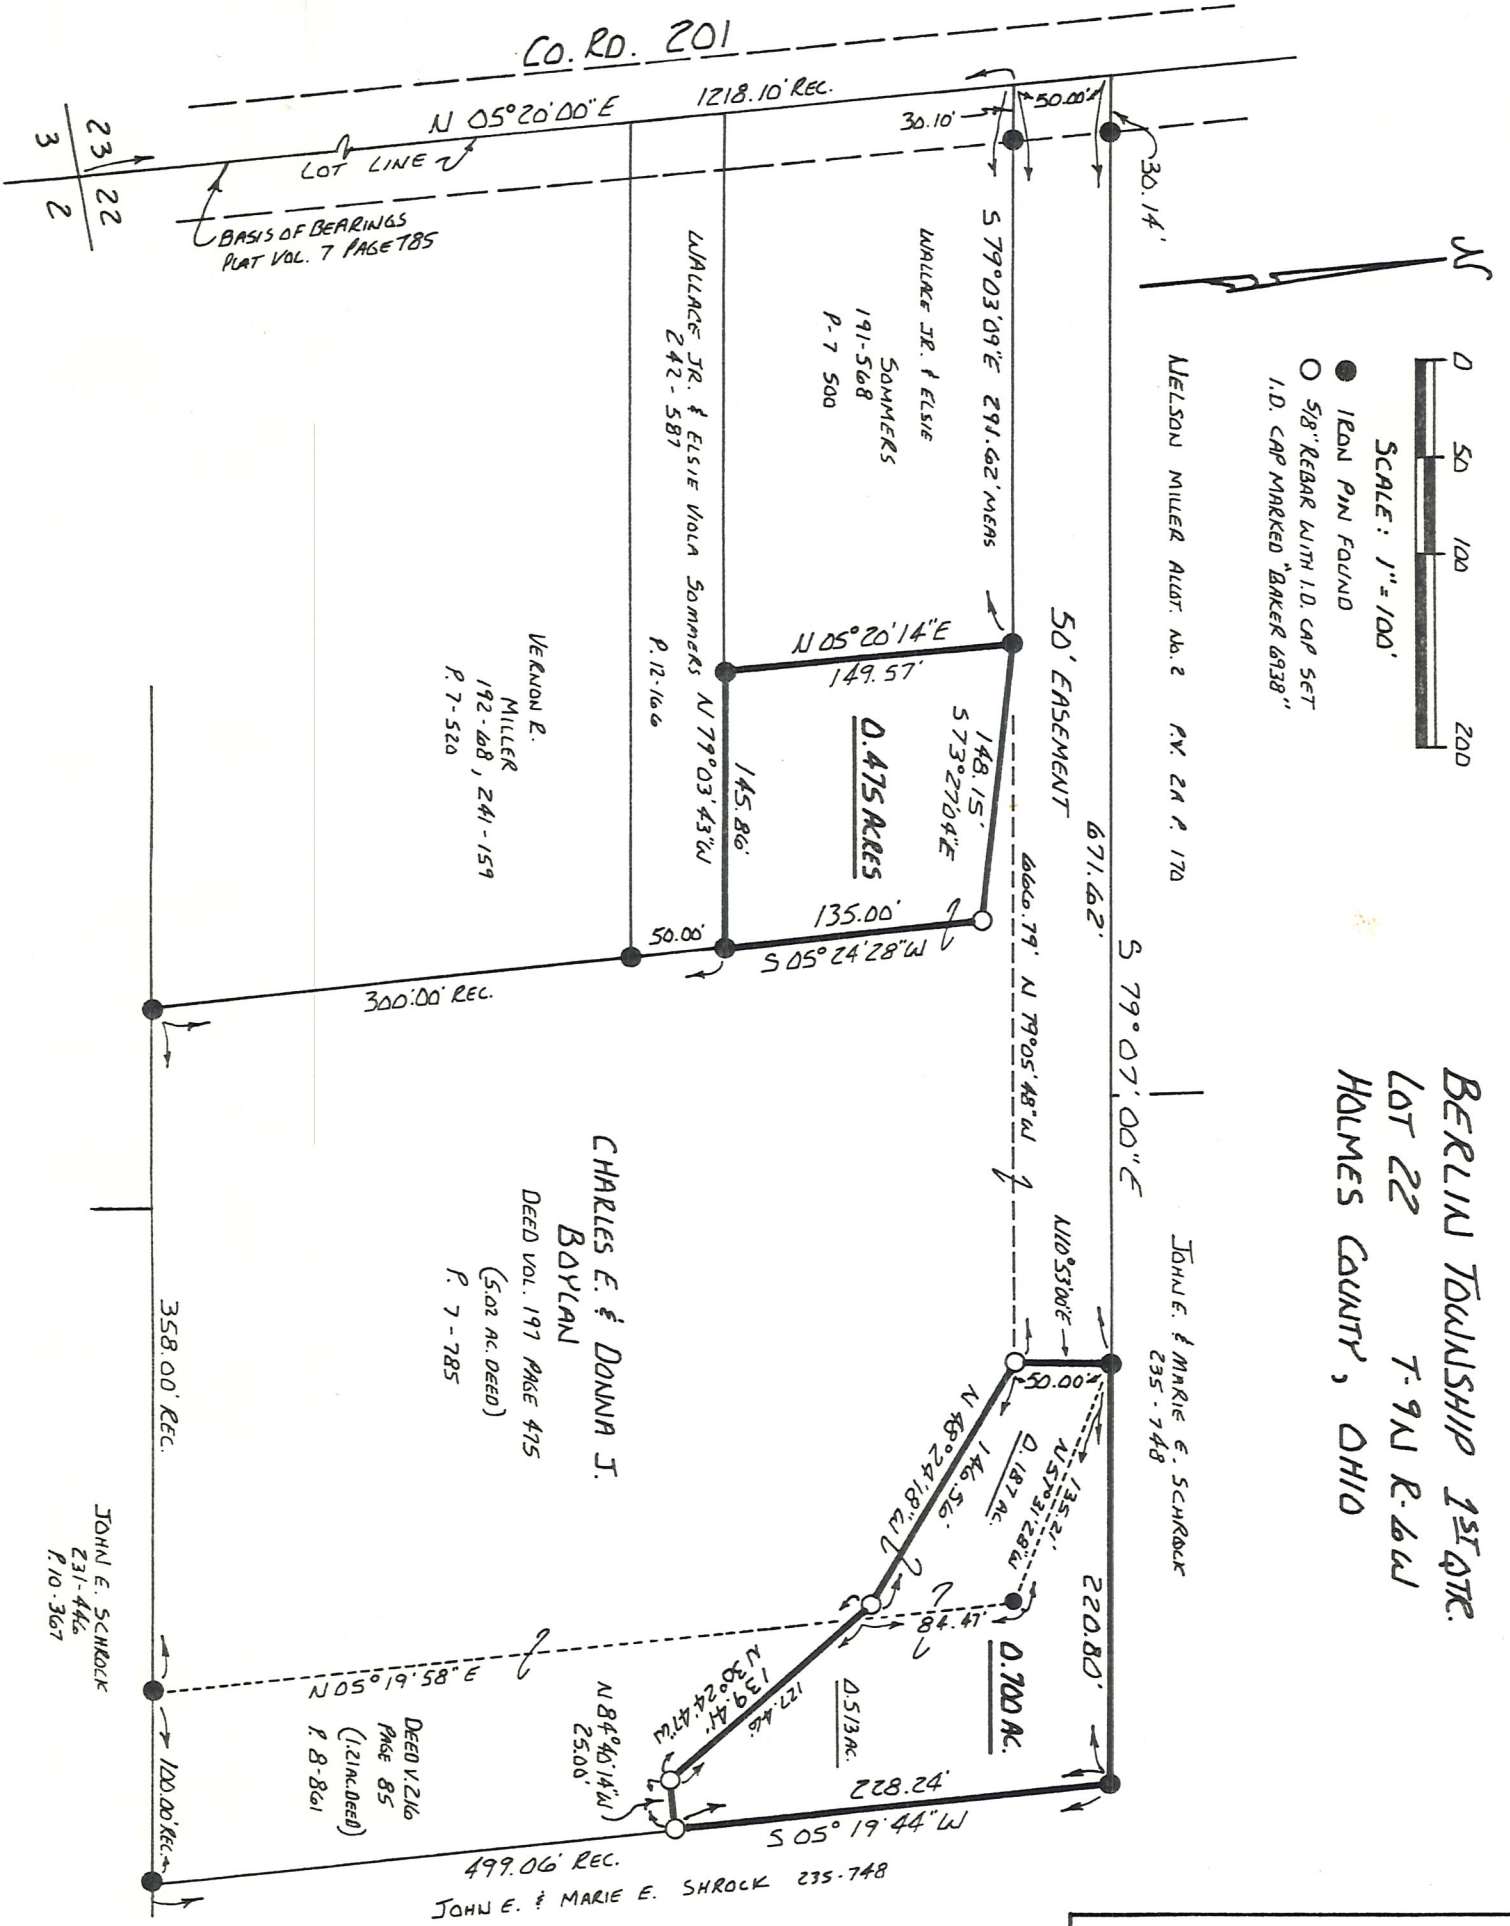 BERLIN TOWNSHIP 1ST QTR.
LOT 22 T-9N R-6W
HOLMES COUNTY, OHIO
N
0 50 100 200
SCALE: 1"=100'
IRON PIN FOUND
5/8" REBAR WITH I.D. CAP SET
I.D. CAP MARKED "BAKER 6938"
NELSON MILLER ALLOT. No.2 P.V. 2A P. 170
JOHN E. & MARIE E. SCHROCK
235-748
CO. RD. 201
N 05°20'00"E
1218.10' REC.
LOT LINE
BASIS OF BEARINGS
PLAT VOL. 7 PAGE 785
23
22
3
2
50.00'
30.10'
30.14'
S 79°07'00"E
671.62'
50' EASEMENT
666.79' N 79°05'48"W
S 79°03'09"E 291.62' MEAS
WALLACE JR. & ELSIE
SOMMERS
191-568
P-7 500
WALLACE JR. & ELSIE VIOLA SOMMERS
242-587
P. 12-166
N 05°20'14"E
149.57'
148.15'
S 73°27'04"E
0.475 ACRES
145.86'
N 79°03'43"W
135.00'
S 05°24'28"W
50.00'
300.00' REC.
VERNON R.
MILLER
192-608, 241-159
P. 7-520
CHARLES E. & DONNA J.
BOYLAN
DEED VOL. 197 PAGE 475
(5.02 AC. DEED)
P. 7-785
N10°53'00"E
50.00'
220.80'
135.21'
N 57°31'28"W
0.187 AC.
146.56'
N 48°24'18"W
84.47'
0.700 AC.
0.513 AC.
127.46'
139.41'
N 30°24'47"W
N 84°40'14"W
25.00'
228.24'
S 05°19'44"W
N 05°19'58"E
DEED V. 216
PAGE 85
(1.21 AC. DEED)
P. 8-861
499.06' REC.
JOHN E. & MARIE E. SHROCK 235-748
358.00' REC.
100.00' REC.
JOHN E. SCHROCK
231-446
P. 10-367